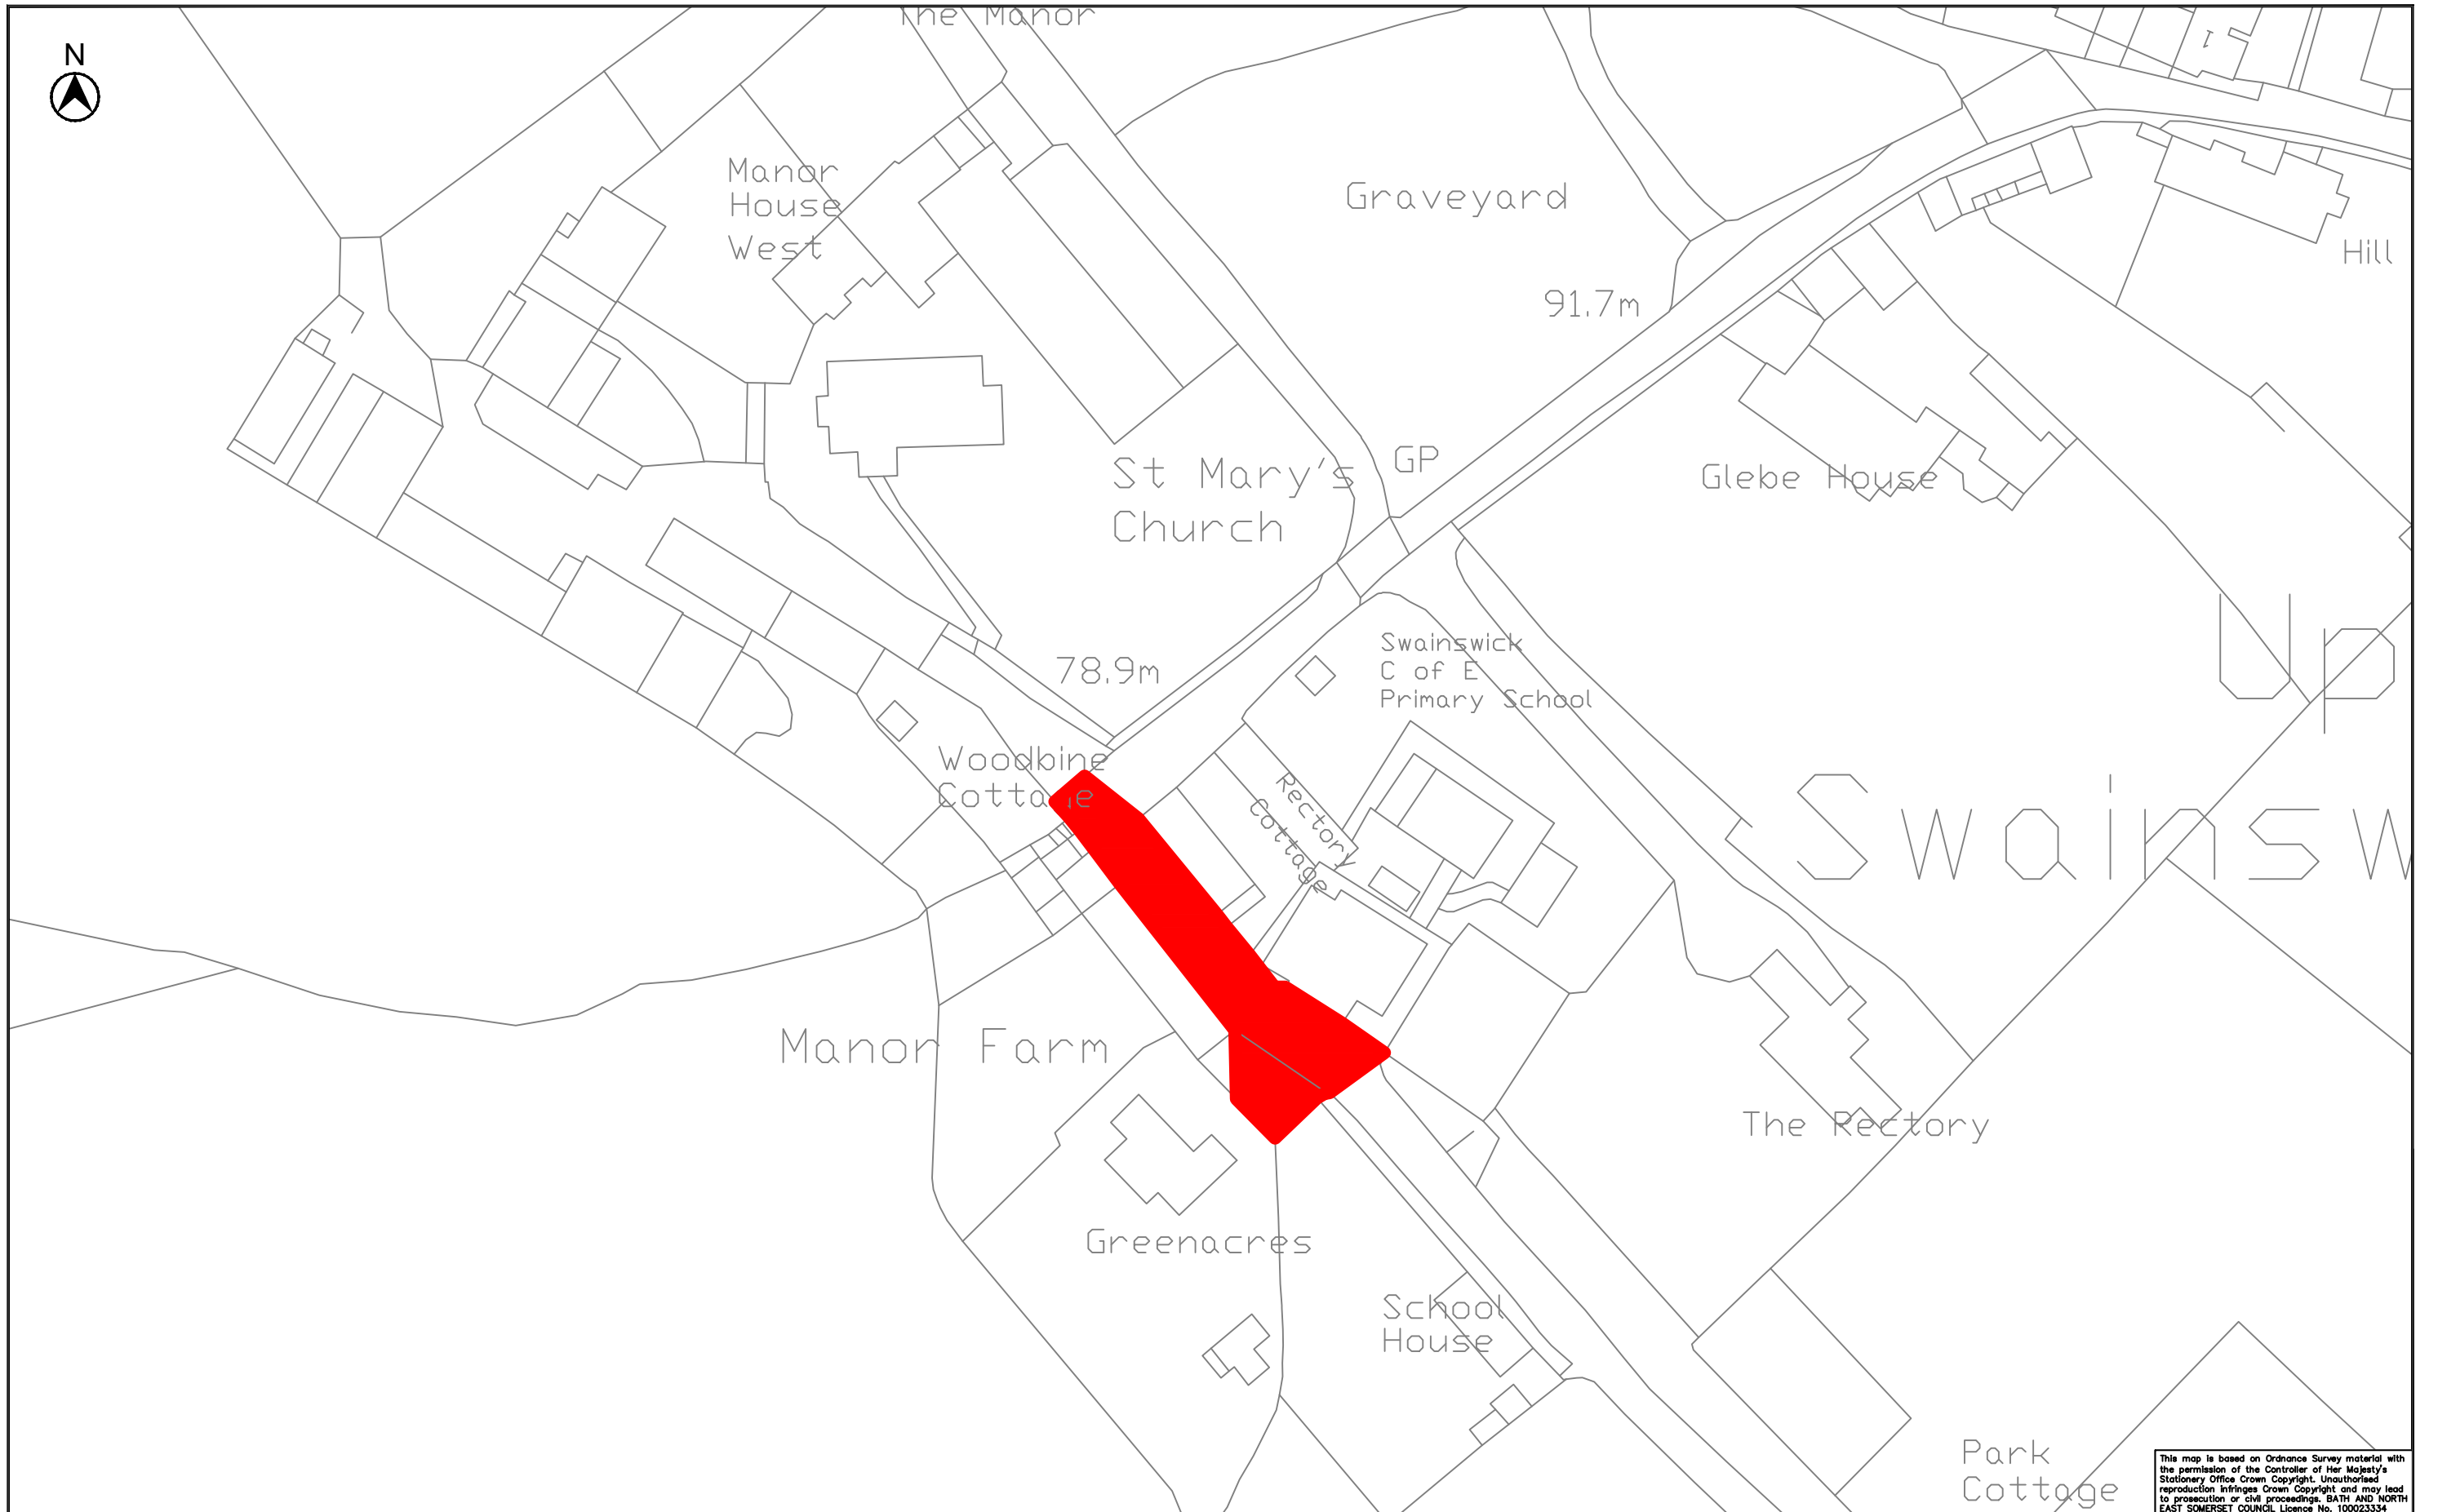 The Manor
N
1
Manor
House
West
Graveyard
Hill
91.7m
GP
St Mary's
Church
Glebe House
Up
Swainswick
C of E
Primary School
78.9m
Woodbine
Cottage
Rectory
Cottage
Swainsw
Manor Farm
The Rectory
Greenacres
School
House
Park
Cottage
This map is based on Ordnance Survey material with
the permission of the Controller of Her Majesty's
Stationery Office Crown Copyright. Unauthorised
reproduction infringes Crown Copyright and may lead
to prosecution or civil proceedings. BATH AND NORTH
EAST SOMERSET COUNCIL Licence No. 100023334